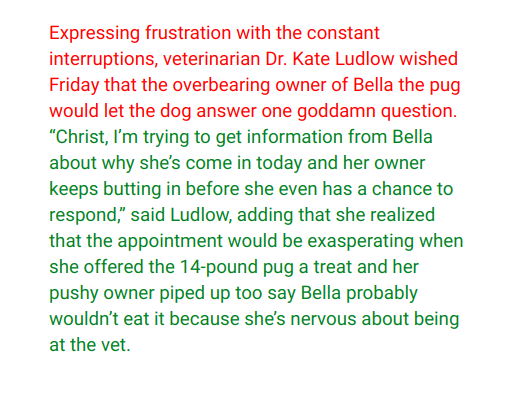 Expressing frustration with the constant
interruptions, veterinarian Dr. Kate Ludlow wished
Friday that the overbearing owner of Bella the pug
would let the dog answer one goddamn question.
“Christ, I’m trying to get information from Bella
about why she’s come in today and her owner
keeps butting in before she even has a chance to
respond,” said Ludlow, adding that she realized
that the appointment would be exasperating when
she offered the 14-pound pug a treat and her
pushy owner piped up too say Bella probably
wouldn’t eat it because she’s nervous about being
at the vet.